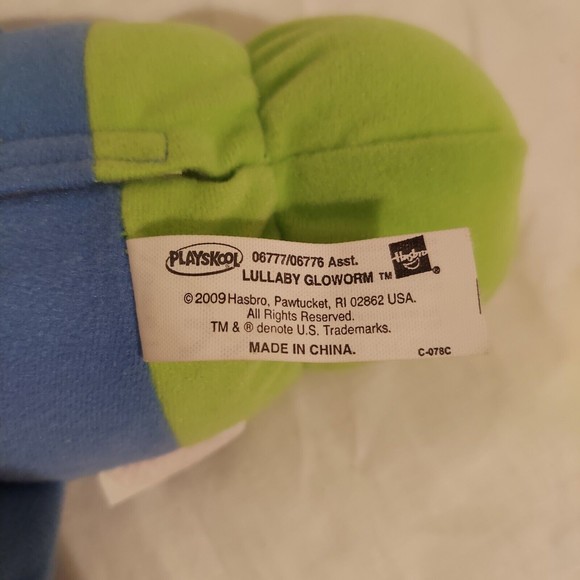 PLAYSKOOL 06777/06776 Asst. Hasbro
LULLABY GLOWORM ™ ®
© 2009 Hasbro, Pawtucket, RI 02862 USA.
All Rights Reserved.
TM & ® denote U.S. Trademarks.
MADE IN CHINA. C-078C